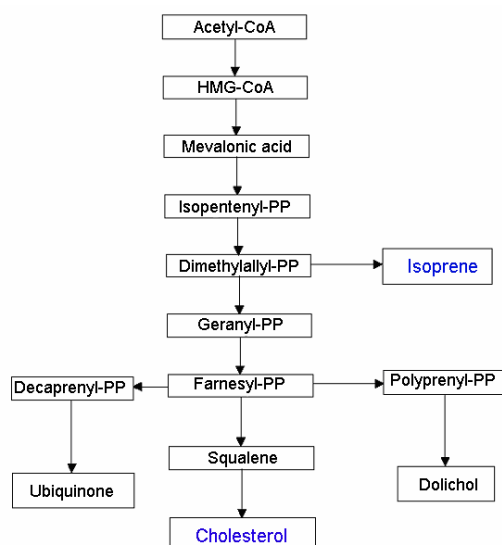 Acetyl-CoA
HMG-CoA
Mevalonic acid
Isopentenyl-PP
Dimethylallyl-PP
Isoprene
Geranyl-PP
Decaprenyl-PP
Farnesyl-PP
Polyprenyl-PP
Squalene
Ubiquinone
Dolichol
Cholesterol